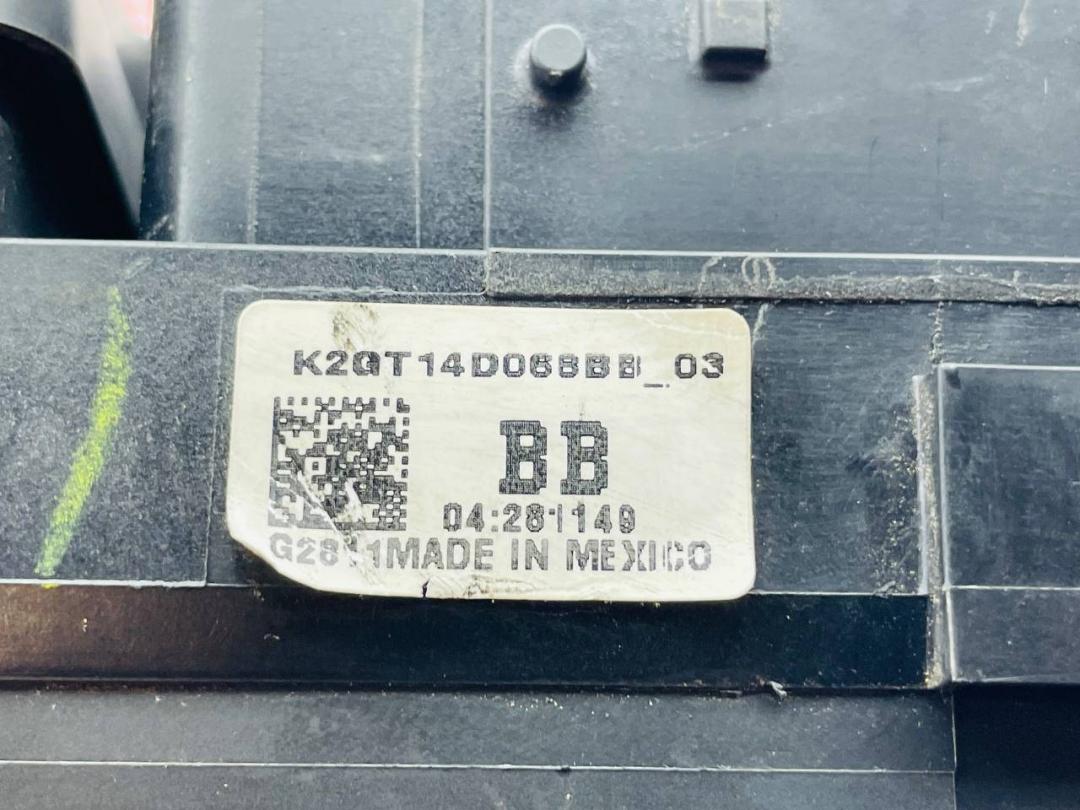 K2GT14D068BB_03
BB
04:281149
MADE IN MEXICO